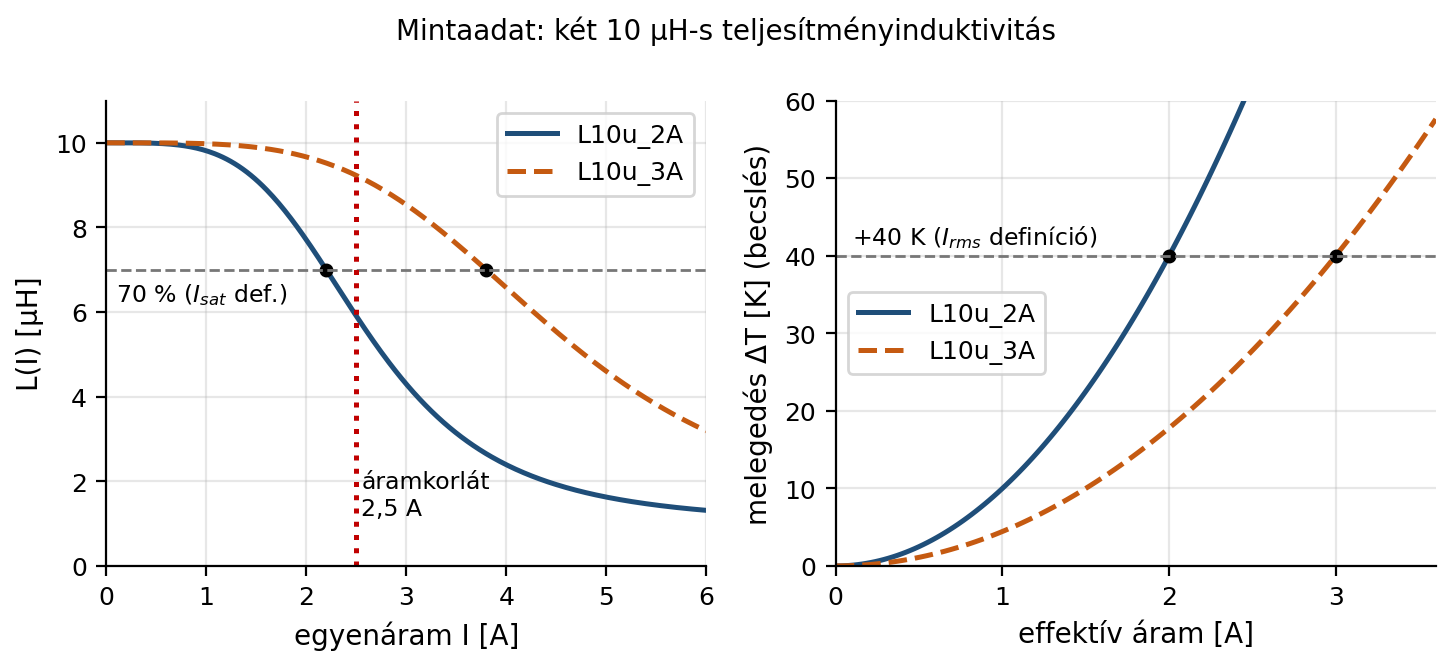 Mintaadat: két 10 µH-s teljesítményinduktivitás
L(I) [µH]
10
8
6
4
2
0
L10u_2A
L10u_3A
70 % (Isat def.)
áramkorlát
2,5 A
0 1 2 3 4 5 6
egyenáram I [A]
melegedés ΔT [K] (becslés)
60
50
40
30
20
10
0
+40 K (Irms definíció)
L10u_2A
L10u_3A
0 1 2 3
effektív áram [A]